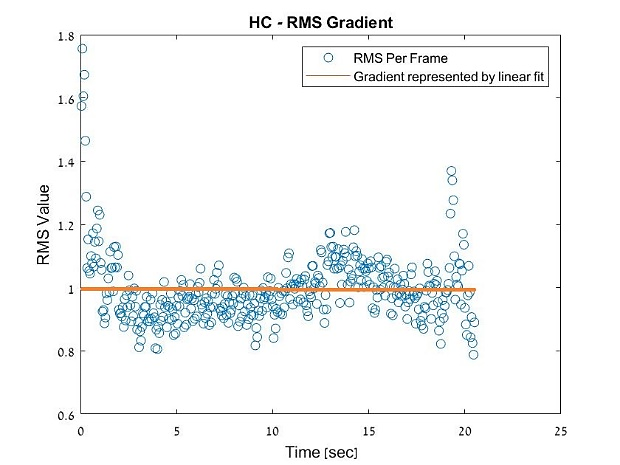 HC - RMS Gradient
RMS Per Frame
Gradient represented by linear fit
RMS Value
1.8
1.6
1.4
1.2
1
0.8
0.6
0
5
10
15
20
25
Time [sec]